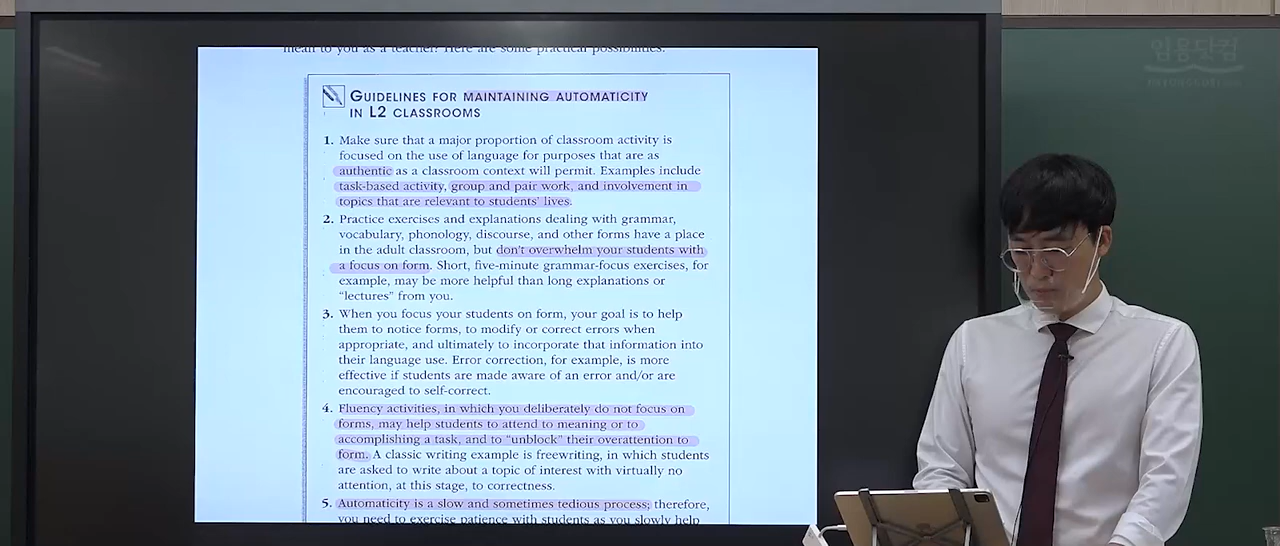 mean to you as a teacher? Here are some practical possibilities.
GUIDELINES FOR MAINTAINING AUTOMATICITY
IN L2 CLASSROOMS
1. Make sure that a major proportion of classroom activity is
focused on the use of language for purposes that are as
authentic as a classroom context will permit. Examples include
task-based activity, group and pair work, and involvement in
topics that are relevant to students' lives.
2. Practice exercises and explanations dealing with grammar,
vocabulary, phonology, discourse, and other forms have a place
in the adult classroom, but don't overwhelm your students with
a focus on form. Short, five-minute grammar-focus exercises, for
example, may be more helpful than long explanations or
"lectures" from you.
3. When you focus your students on form, your goal is to help
them to notice forms, to modify or correct errors when
appropriate, and ultimately to incorporate that information into
their language use. Error correction, for example, is more
effective if students are made aware of an error and/or are
encouraged to self-correct.
4. Fluency activities, in which you deliberately do not focus on
forms, may help students to attend to meaning or to
accomplishing a task, and to "unblock" their overattention to
form. A classic writing example is freewriting, in which students
are asked to write about a topic of interest with virtually no
attention, at this stage, to correctness.
5. Automaticity is a slow and sometimes tedious process; therefore,
you need to exercise patience with students as you slowly help
임용닷컴